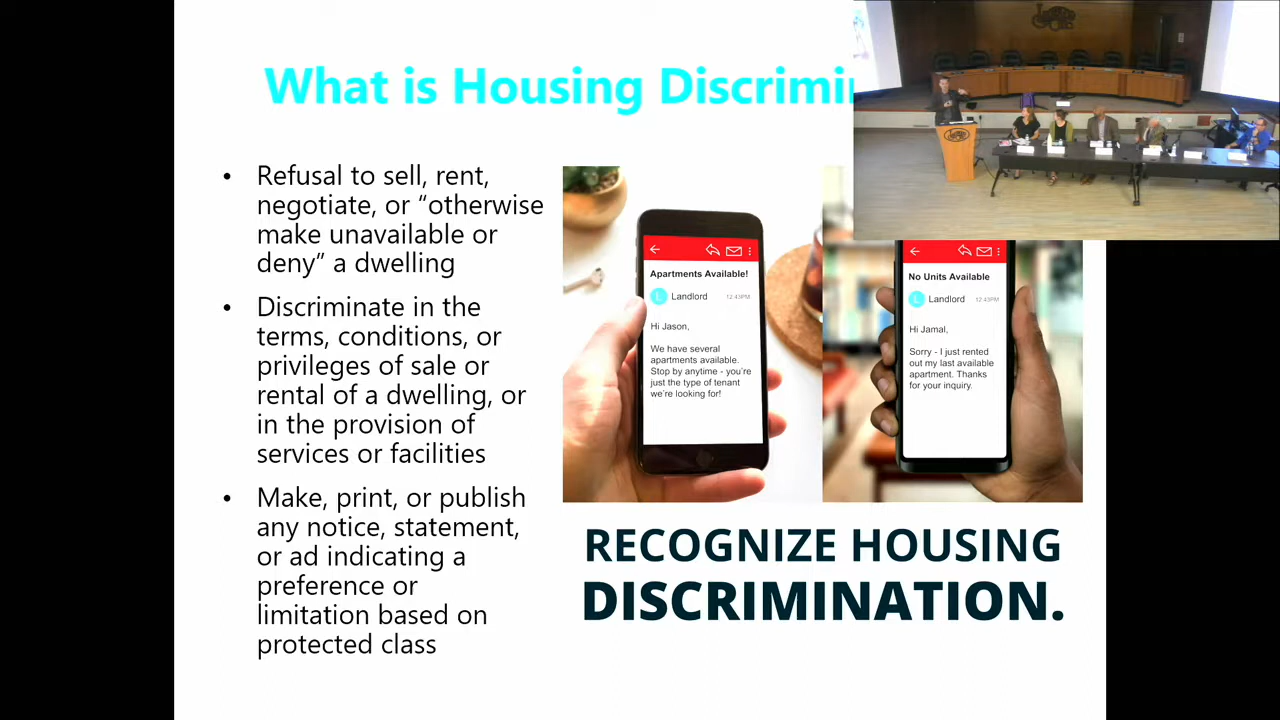 What is Housing Discrimi
• Refusal to sell, rent,
negotiate, or “otherwise
make unavailable or
deny” a dwelling
• Discriminate in the
terms, conditions, or
privileges of sale or
rental of a dwelling, or
in the provision of
services or facilities
• Make, print, or publish
any notice, statement,
or ad indicating a
preference or
limitation based on
protected class
Apartments Available!
L Landlord 12:43PM
Hi Jason,
We have several
apartments available.
Stop by anytime - you're
just the type of tenant
we're looking for!
No Units Available
L Landlord 12:43PM
Hi Jamal,
Sorry - I just rented
out my last available
apartment. Thanks
for your inquiry.
RECOGNIZE HOUSING
DISCRIMINATION.